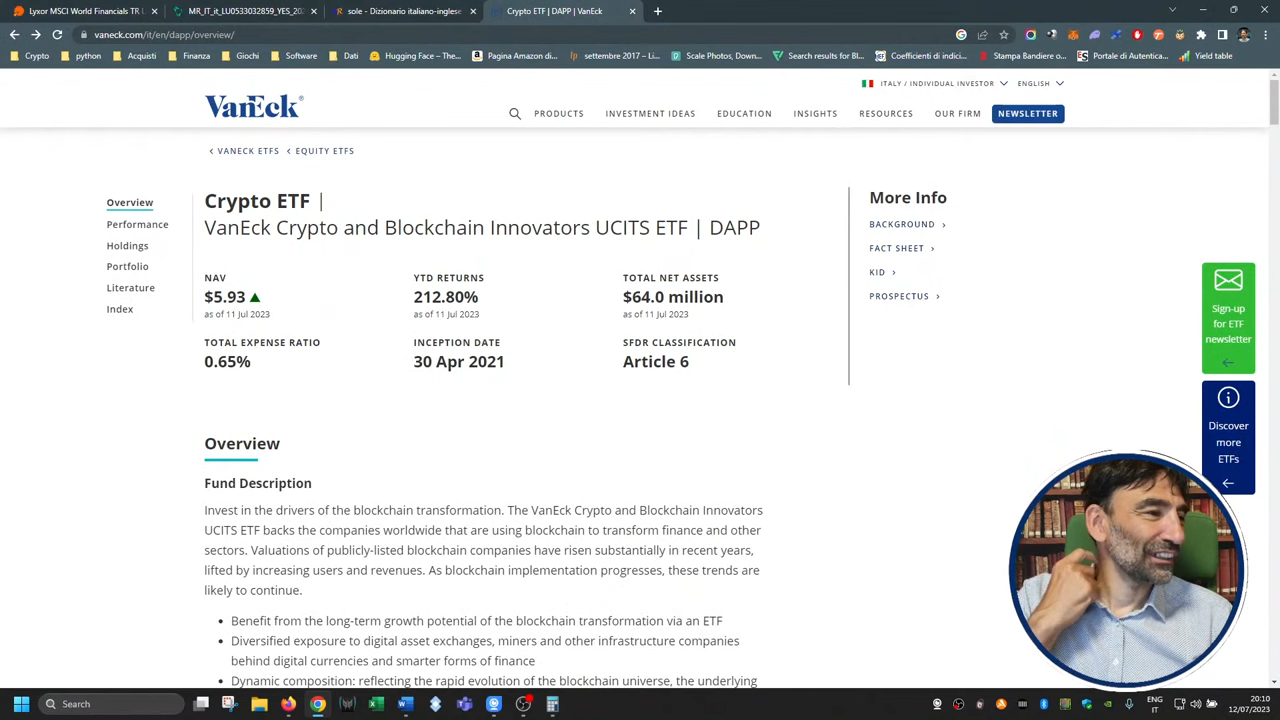 Lyxor MSCI World Financials TR (
MR_IT_it_LU0533032859_YES_202
sole - Dizionario italiano-inglese
Crypto ETF | DAPP | VanEck
vaneck.com/it/en/dapp/overview/
Crypto
python
Acquisti
Finanza
Giochi
Software
Dati
Hugging Face – The...
Pagina Amazon di...
settembre 2017 – Li...
Scale Photos, Down...
Search results for Bl...
Coefficienti di indici...
Stampa Bandiere o...
Portale di Autentica...
Yield table
ITALY / INDIVIDUAL INVESTOR
ENGLISH
VanEck®
PRODUCTS
INVESTMENT IDEAS
EDUCATION
INSIGHTS
RESOURCES
OUR FIRM
NEWSLETTER
VANECK ETFS
EQUITY ETFS
Overview
Performance
Holdings
Portfolio
Literature
Index
Crypto ETF |
VanEck Crypto and Blockchain Innovators UCITS ETF | DAPP
NAV
$5.93
as of 11 Jul 2023
YTD RETURNS
212.80%
as of 11 Jul 2023
TOTAL NET ASSETS
$64.0 million
as of 11 Jul 2023
TOTAL EXPENSE RATIO
0.65%
INCEPTION DATE
30 Apr 2021
SFDR CLASSIFICATION
Article 6
More Info
BACKGROUND
FACT SHEET
KID
PROSPECTUS
Sign-up
for ETF
newsletter
Discover
more
ETFs
Overview
Fund Description
Invest in the drivers of the blockchain transformation. The VanEck Crypto and Blockchain Innovators
UCITS ETF backs the companies worldwide that are using blockchain to transform finance and other
sectors. Valuations of publicly-listed blockchain companies have risen substantially in recent years,
lifted by increasing users and revenues. As blockchain implementation progresses, these trends are
likely to continue.
Benefit from the long-term growth potential of the blockchain transformation via an ETF
Diversified exposure to digital asset exchanges, miners and other infrastructure companies
behind digital currencies and smarter forms of finance
Dynamic composition: reflecting the rapid evolution of the blockchain universe, the underlying
Search
ENG
IT
20:10
12/07/2023